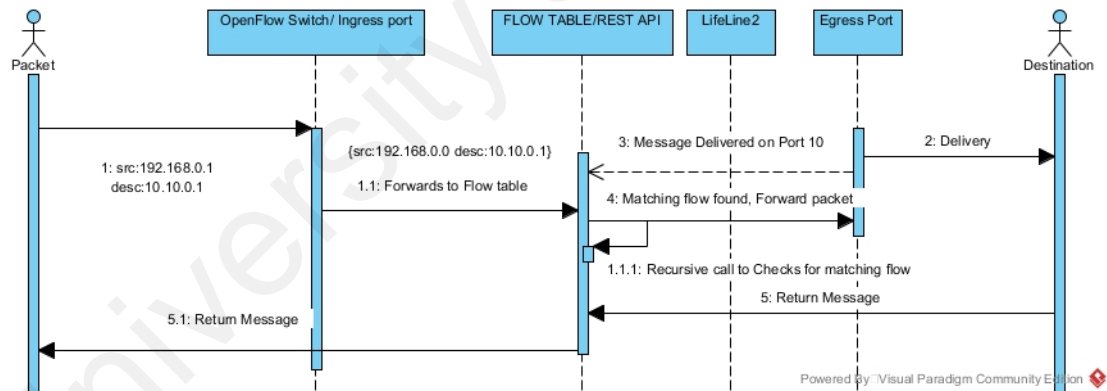 OpenFlow Switch/ Ingress port
FLOW TABLE/REST API
LifeLine2
Egress Port
Packet
Destination
1: src:192.168.0.1
desc:10.10.0.1
{src:192.168.0.0 desc:10.10.0.1}
3: Message Delivered on Port 10
2: Delivery
1.1: Forwards to Flow table
4: Matching flow found, Forward packet
1.1.1: Recursive call to Checks for matching flow
5: Return Message
5.1: Return Message
Powered By Visual Paradigm Community Edition
University